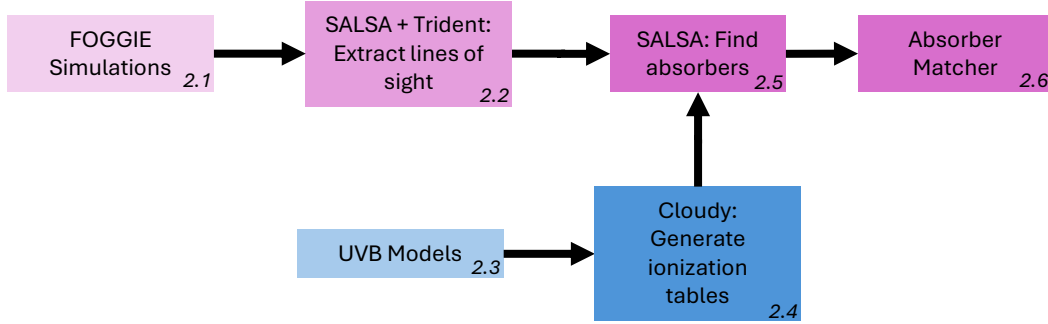 FOGGIE
Simulations
2.1
SALSA + Trident:
Extract lines of
sight
2.2
SALSA: Find
absorbers
2.5
Absorber
Matcher
2.6
UVB Models
2.3
Cloudy:
Generate
ionization
tables
2.4